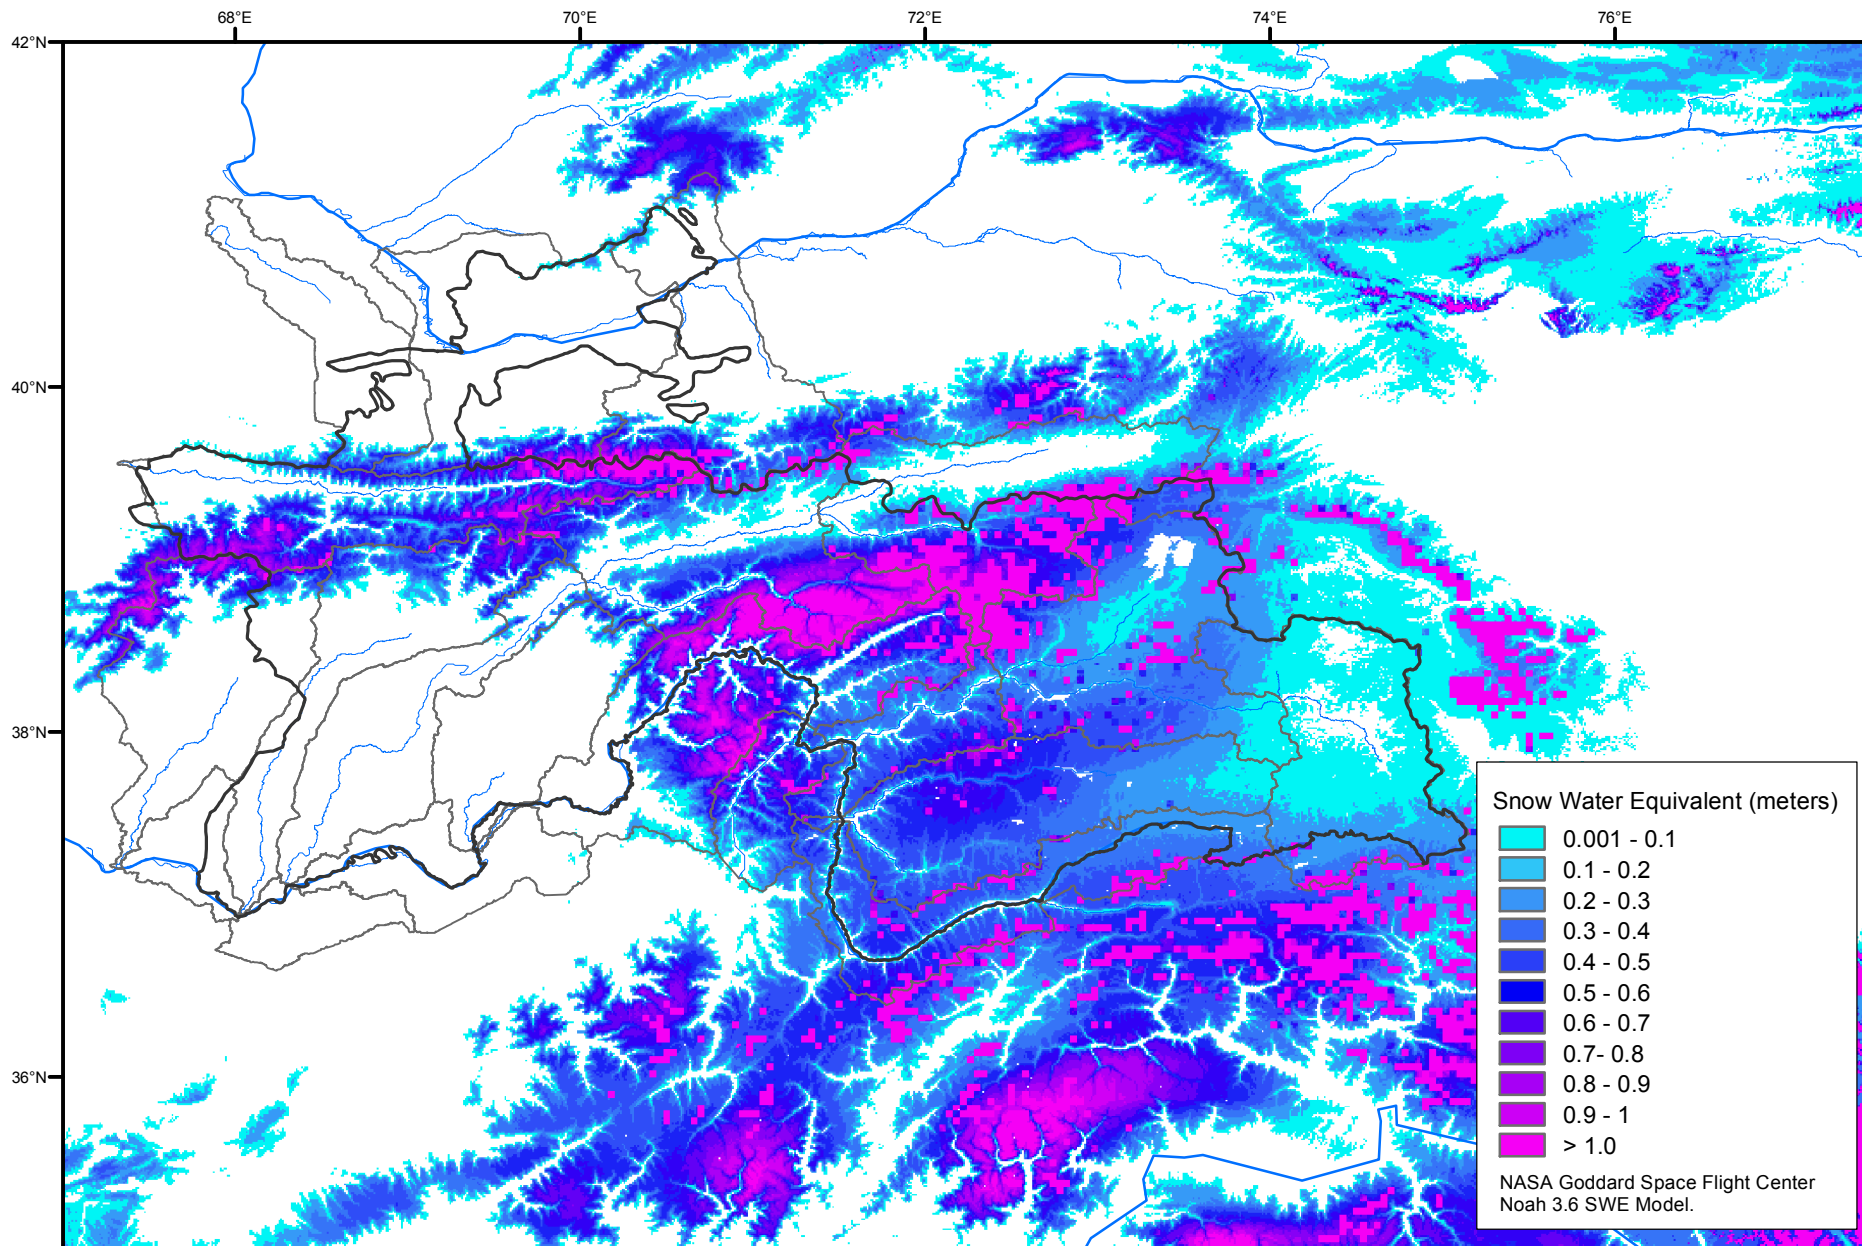 68°E 70°E 72°E 74°E 76°E
42°N
40°N
38°N
36°N
Snow Water Equivalent (meters)
0.001 - 0.1
0.1 - 0.2
0.2 - 0.3
0.3 - 0.4
0.4 - 0.5
0.5 - 0.6
0.6 - 0.7
0.7- 0.8
0.8 - 0.9
0.9 - 1
> 1.0
NASA Goddard Space Flight Center
Noah 3.6 SWE Model.